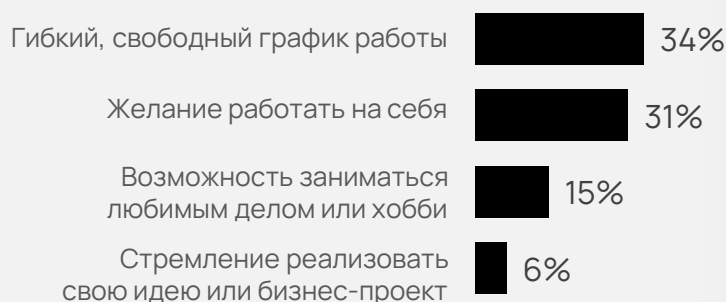 Гибкий, свободный график работы 34%
Желание работать на себя 31%
Возможность заниматься
любимым делом или хобби 15%
Стремление реализовать
свою идею или бизнес-проект 6%